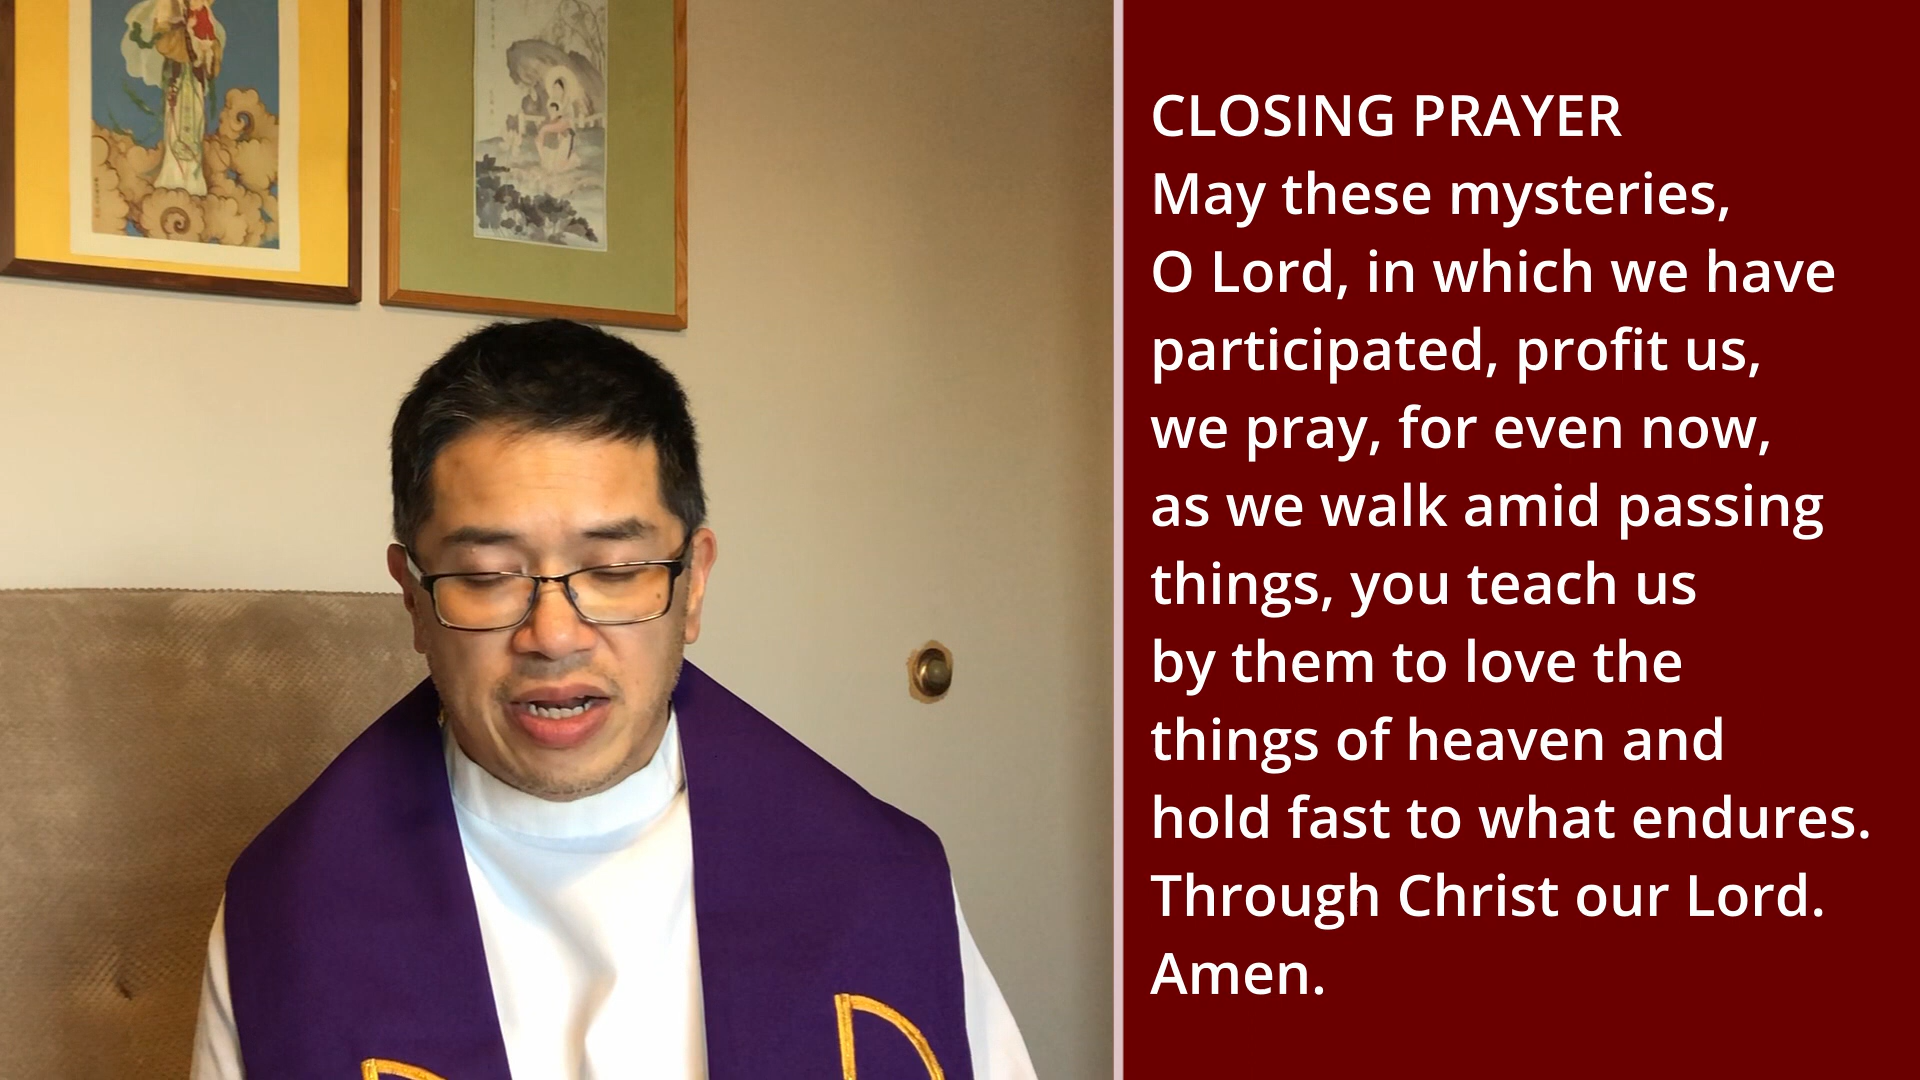 CLOSING PRAYER
May these mysteries,
O Lord, in which we have
participated, profit us,
we pray, for even now,
as we walk amid passing
things, you teach us
by them to love the
things of heaven and
hold fast to what endures.
Through Christ our Lord.
Amen.